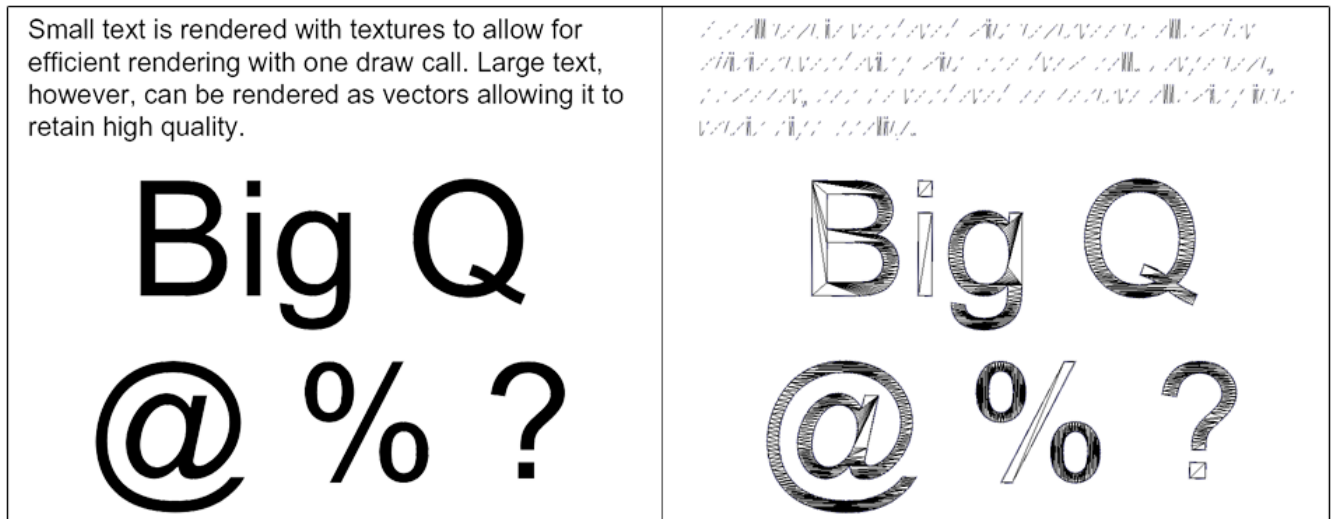 Small text is rendered with textures to allow for
efficient rendering with one draw call. Large text,
however, can be rendered as vectors allowing it to
retain high quality.
Big Q
@ % ?
Big Q
@ % ?